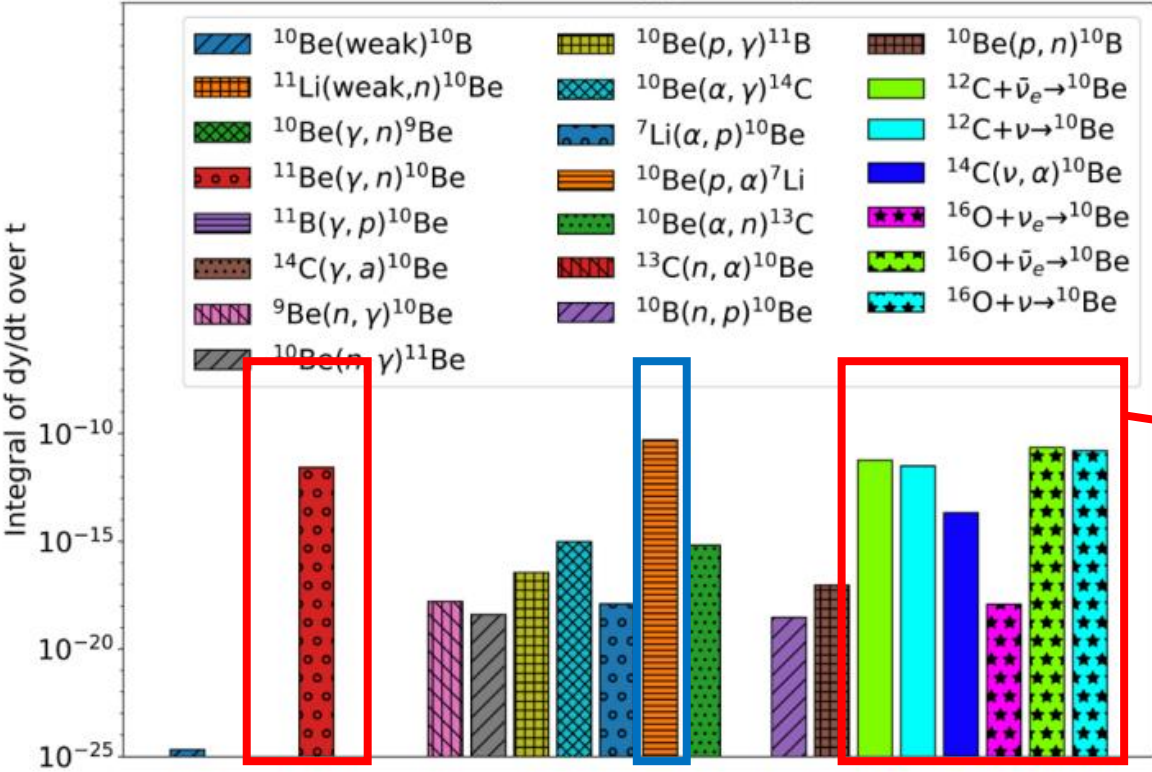 ¹⁰Be(weak)¹⁰B
¹¹Li(weak,n)¹⁰Be
¹⁰Be(γ, n)⁹Be
¹¹Be(γ, n)¹⁰Be
¹¹B(γ, p)¹⁰Be
¹⁴C(γ, a)¹⁰Be
⁹Be(n, γ)¹⁰Be
¹⁰Be(n, γ)¹¹Be
¹⁰Be(p, γ)¹¹B
¹⁰Be(α, γ)¹⁴C
⁷Li(α, p)¹⁰Be
¹⁰Be(p, α)⁷Li
¹⁰Be(α, n)¹³C
¹³C(n, α)¹⁰Be
¹⁰B(n, p)¹⁰Be
¹⁰Be(p, n)¹⁰B
¹²C+ν̄ₑ→¹⁰Be
¹²C+ν→¹⁰Be
¹⁴C(ν, α)¹⁰Be
¹⁶O+νₑ→¹⁰Be
¹⁶O+ν̄ₑ→¹⁰Be
¹⁶O+ν→¹⁰Be
Integral of dy/dt over t
10⁻¹⁰
10⁻¹⁵
10⁻²⁰
10⁻²⁵